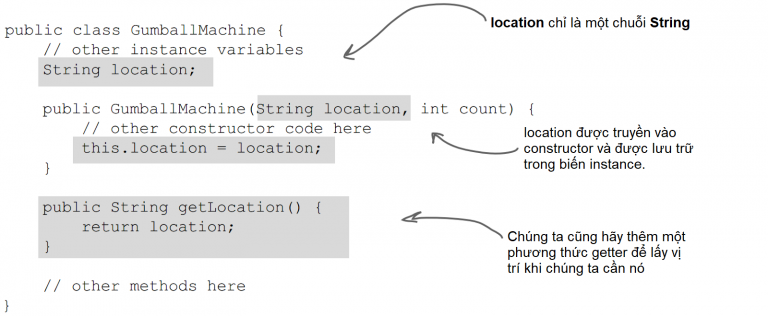 public class GumballMachine {
// other instance variables
String location;
location chỉ là một chuỗi String
public GumballMachine(String location, int count) {
// other constructor code here
this.location = location;
}
location được truyền vào
constructor và được lưu trữ
trong biến instance.
public String getLocation() {
return location;
}
Chúng ta cũng hãy thêm một
phương thức getter để lấy vị
trí khi chúng ta cần nó
// other methods here
}